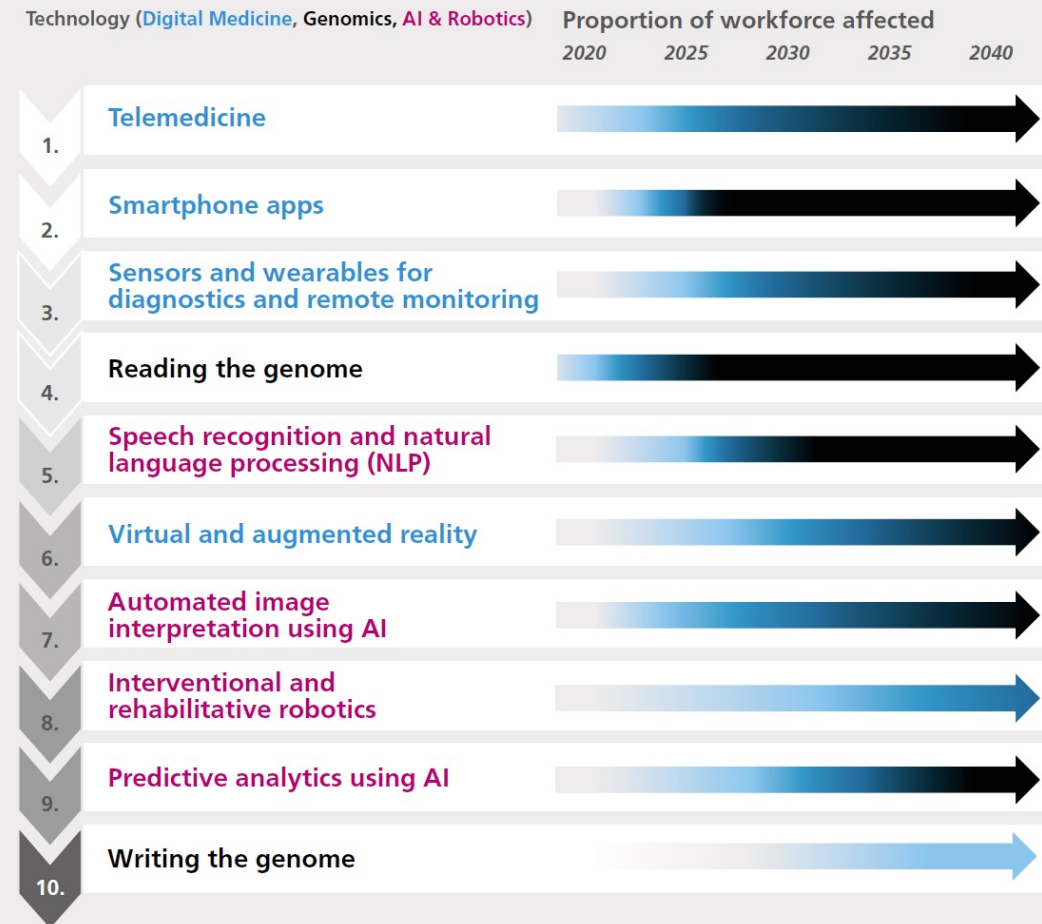 Technology (Digital Medicine, Genomics, AI & Robotics)
Proportion of workforce affected
2020 2025 2030 2035 2040
1.
Telemedicine
2.
Smartphone apps
3.
Sensors and wearables for
diagnostics and remote monitoring
4.
Reading the genome
5.
Speech recognition and natural
language processing (NLP)
6.
Virtual and augmented reality
7.
Automated image
interpretation using AI
8.
Interventional and
rehabilitative robotics
9.
Predictive analytics using AI
10.
Writing the genome